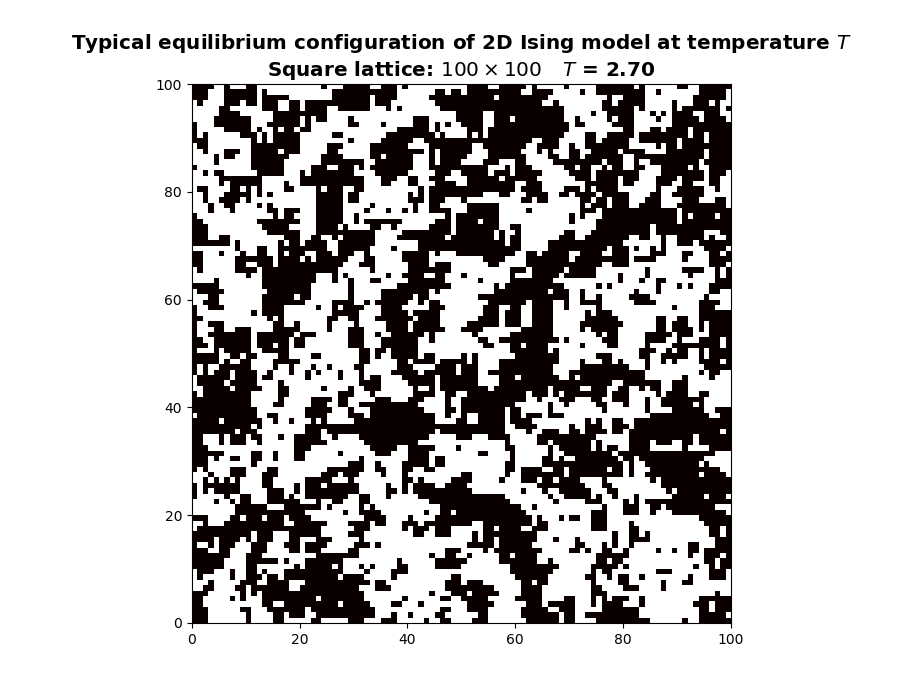 Typical equilibrium configuration of 2D Ising model at temperature T
Square lattice: 100 × 100 T = 2.70
100
80
60
40
20
0
0 20 40 60 80 100